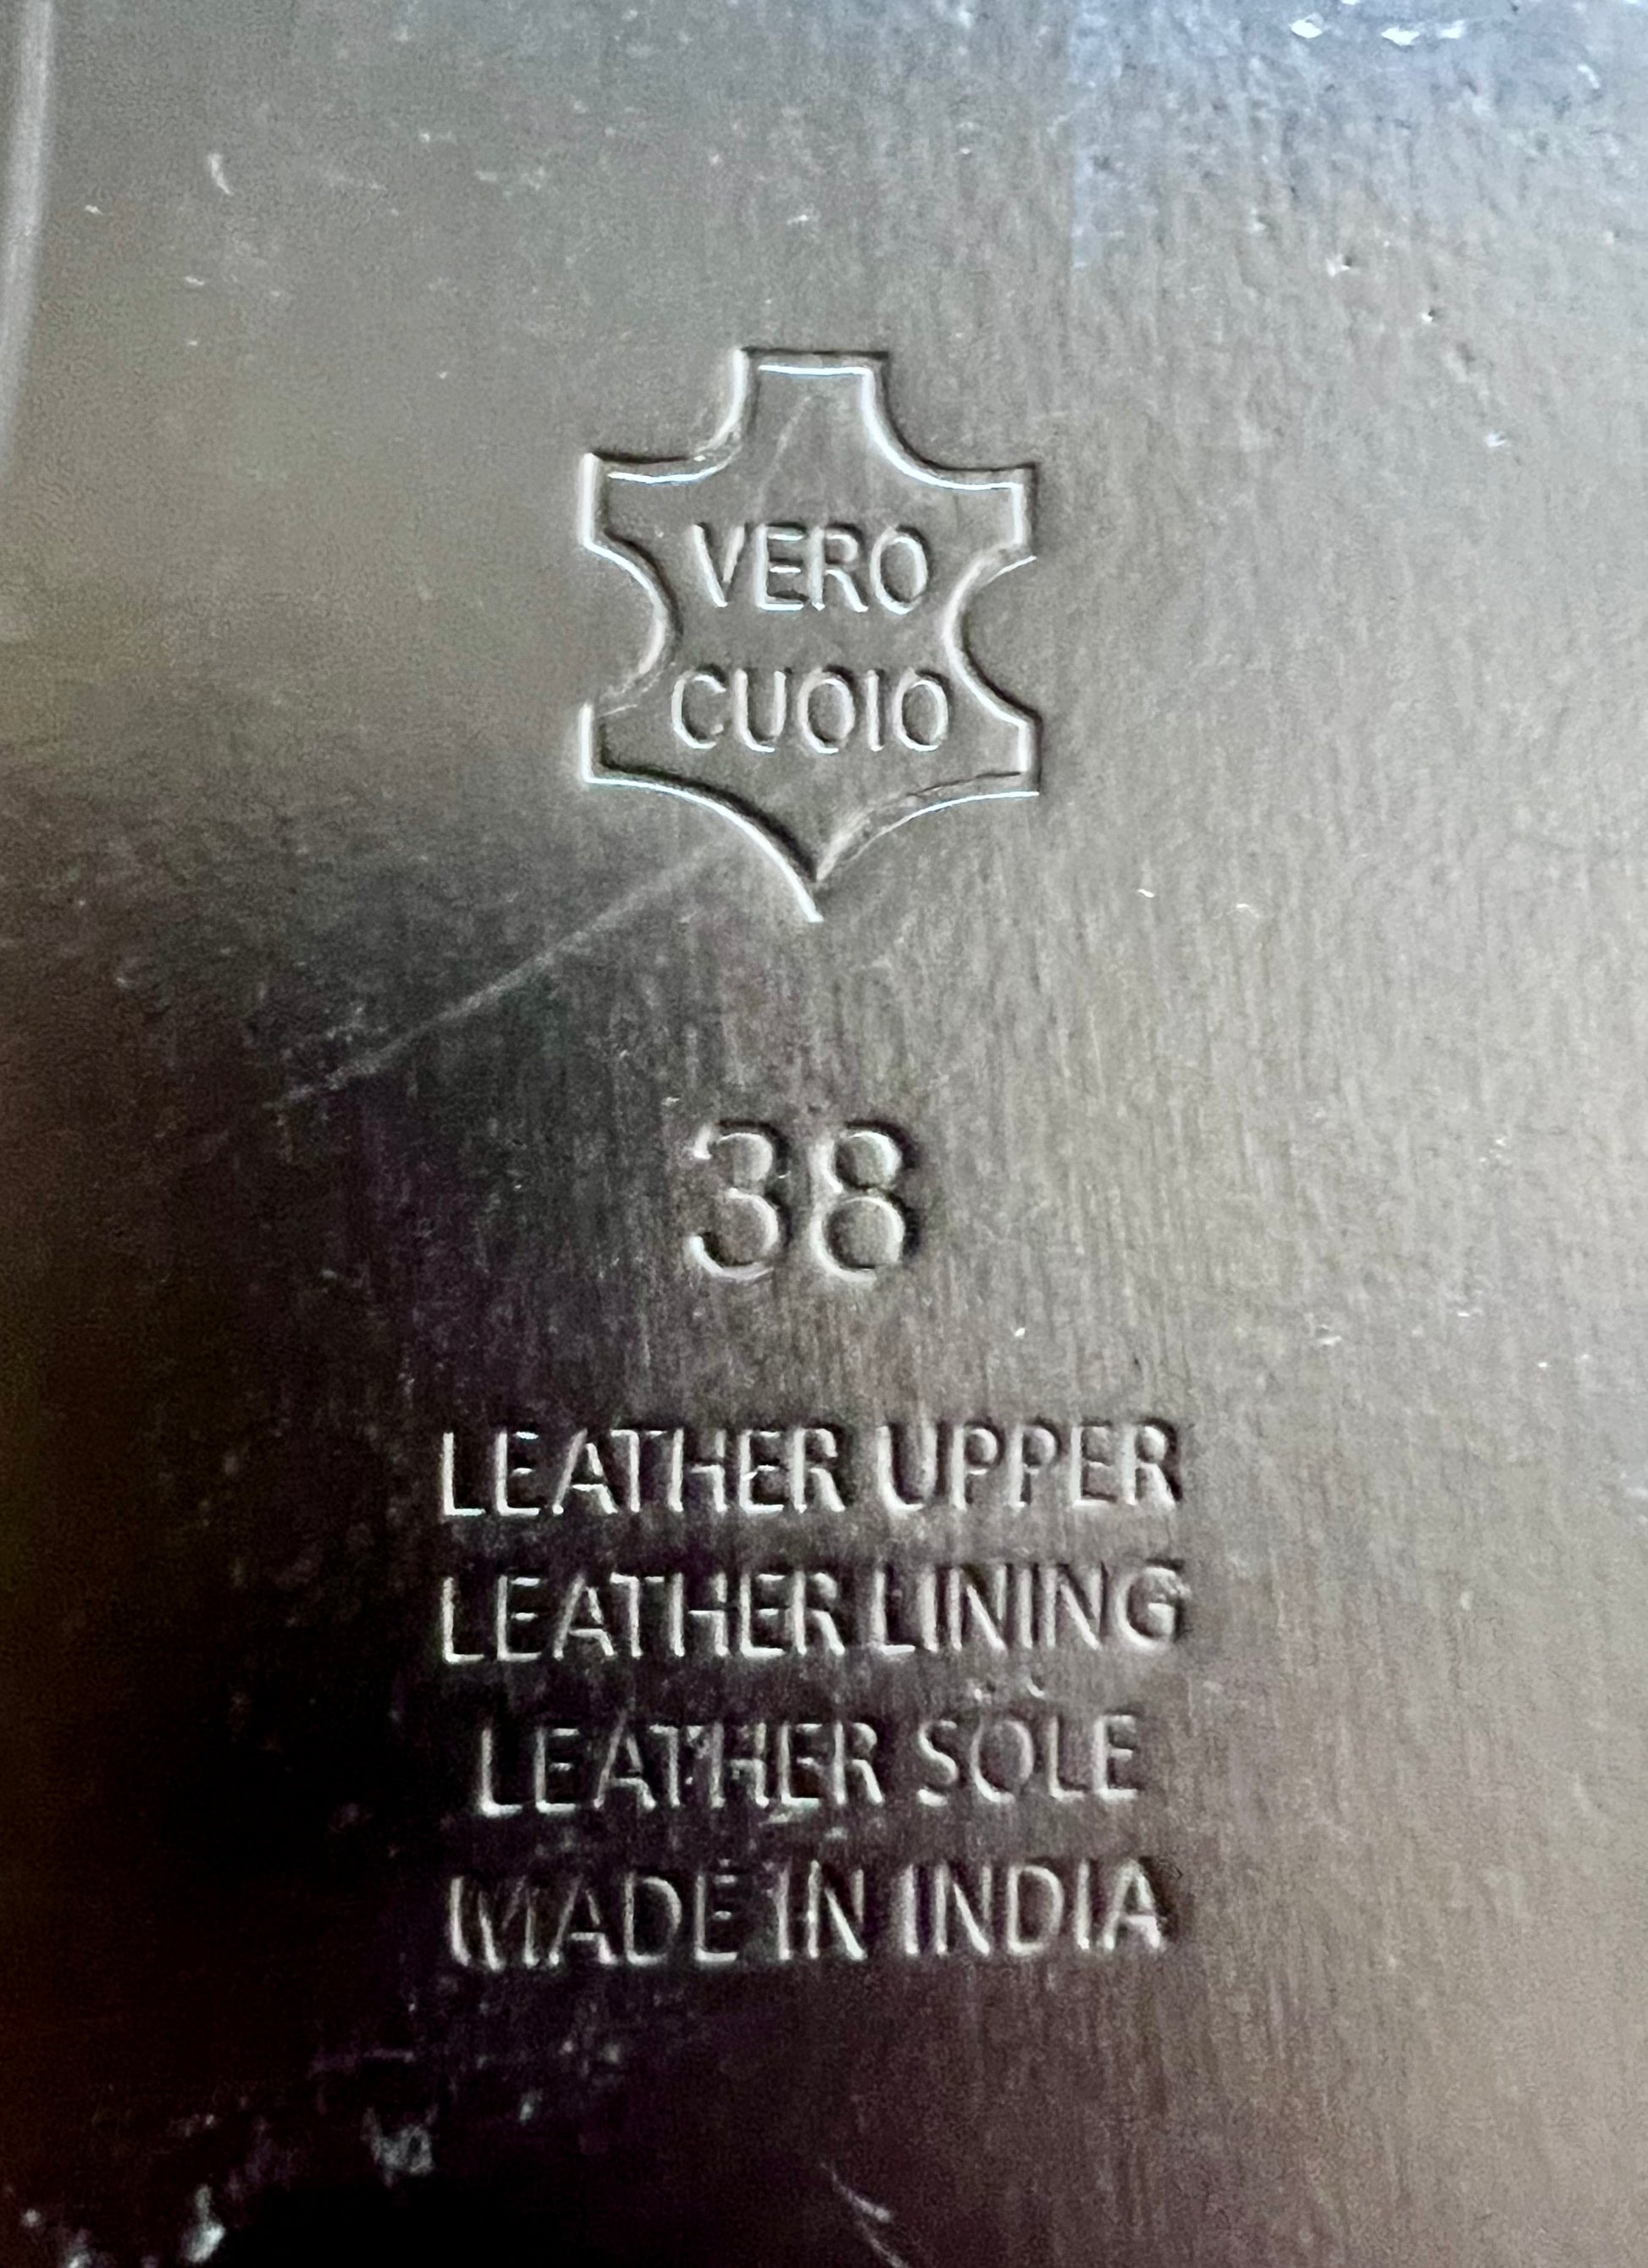 VERO
CUOIO
38
LEATHER UPPER
LEATHER LINING
LEATHER SOLE
MADE IN INDIA